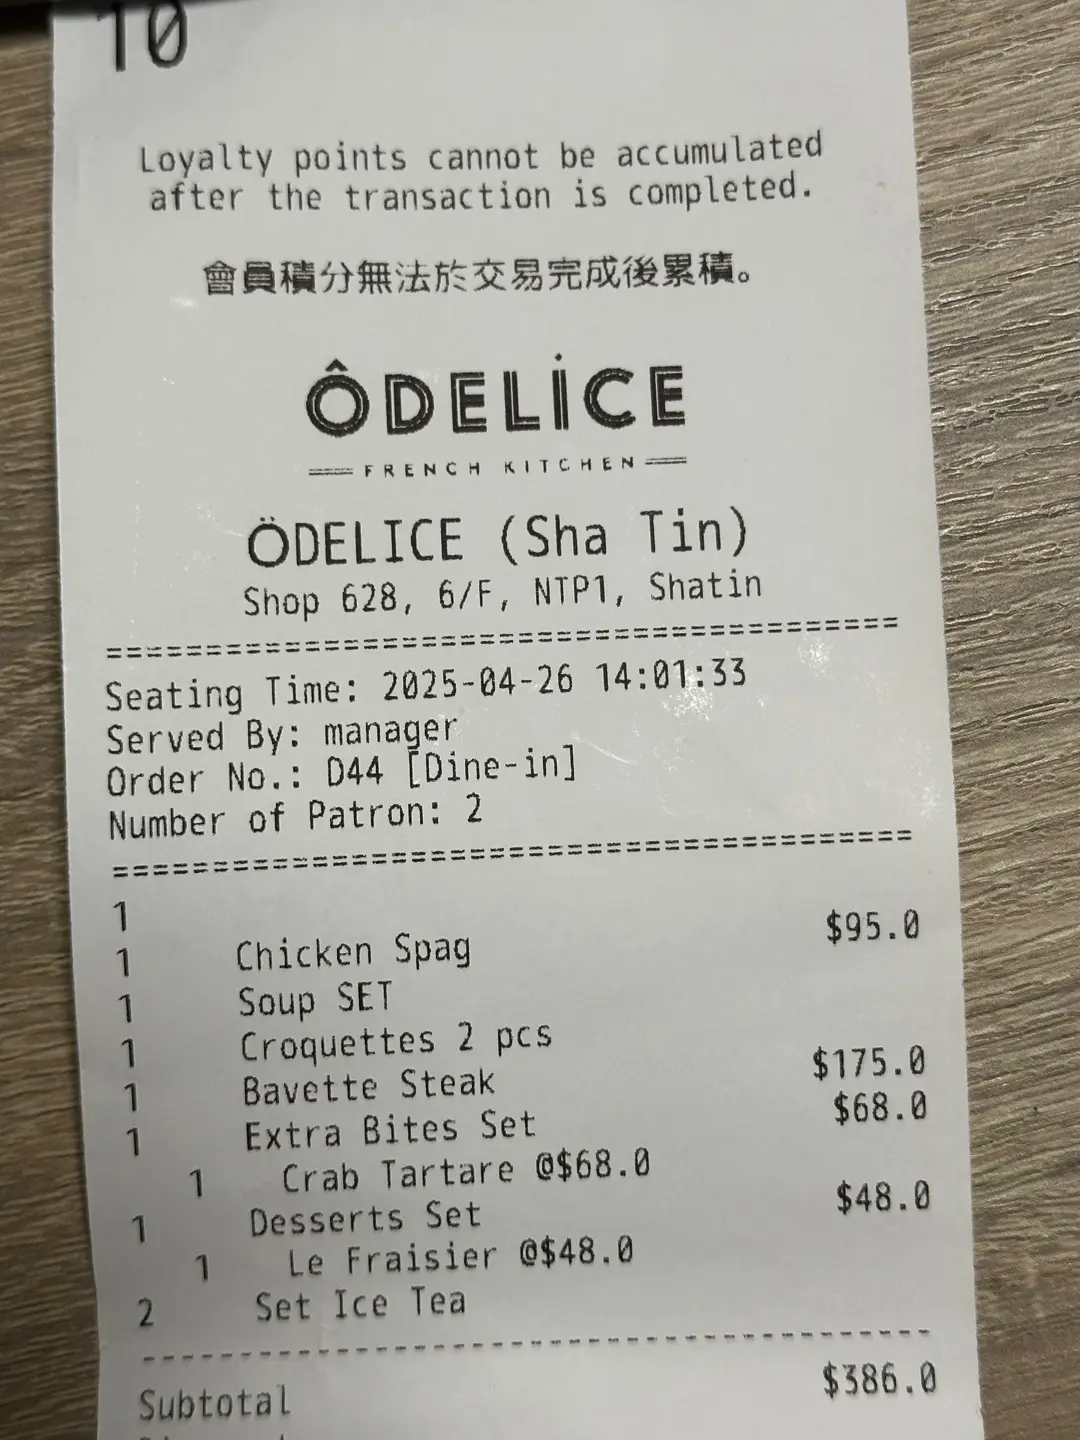 10
Loyalty points cannot be accumulated
after the transaction is completed.
會員積分無法於交易完成後累積。
ÔDELİCE
FRENCH KITCHEN
ÖDELICE (Sha Tin)
Shop 628, 6/F, NTP1, Shatin
========================================
Seating Time: 2025-04-26 14:01:33
Served By: manager
Order No.: D44 [Dine-in]
Number of Patron: 2
========================================
1
1 Chicken Spag $95.0
1 Soup SET
1 Croquettes 2 pcs
1 Bavette Steak $175.0
1 Extra Bites Set $68.0
1 Crab Tartare @$68.0
1 Desserts Set $48.0
1 Le Fraisier @$48.0
2 Set Ice Tea
----------------------------------------
Subtotal $386.0